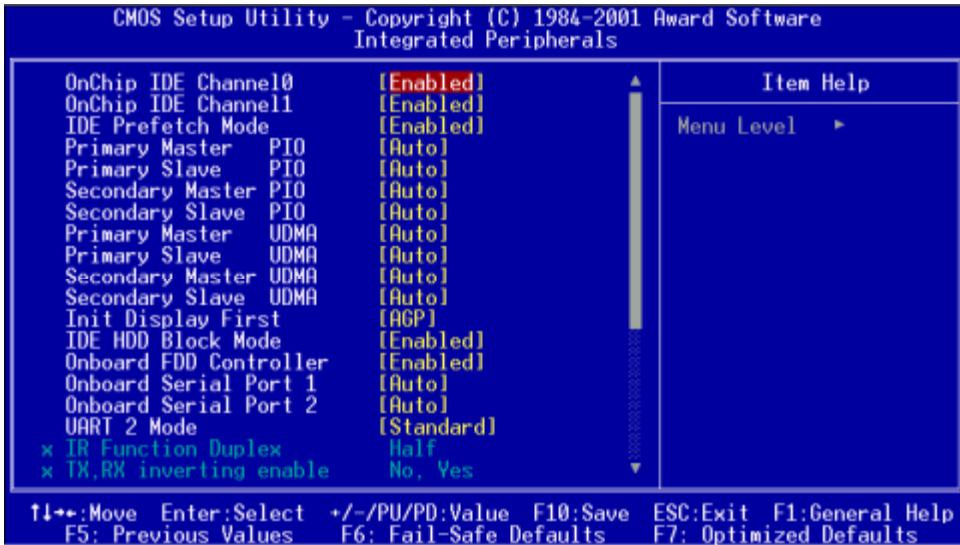 CMOS Setup Utility - Copyright (C) 1984-2001 Award Software
Integrated Peripherals
OnChip IDE Channel0 [Enabled]
OnChip IDE Channel1 [Enabled]
IDE Prefetch Mode [Enabled]
Primary Master PIO [Auto]
Primary Slave PIO [Auto]
Secondary Master PIO [Auto]
Secondary Slave PIO [Auto]
Primary Master UDMA [Auto]
Primary Slave UDMA [Auto]
Secondary Master UDMA [Auto]
Secondary Slave UDMA [Auto]
Init Display First [AGP]
IDE HDD Block Mode [Enabled]
Onboard FDD Controller [Enabled]
Onboard Serial Port 1 [Auto]
Onboard Serial Port 2 [Auto]
UART 2 Mode [Standard]
x IR Function Duplex Half
x TX,RX inverting enable No, Yes
Item Help
Menu Level ►
↑↓→←:Move Enter:Select +/-/PU/PD:Value F10:Save ESC:Exit F1:General Help
F5: Previous Values F6: Fail-Safe Defaults F7: Optimized Defaults